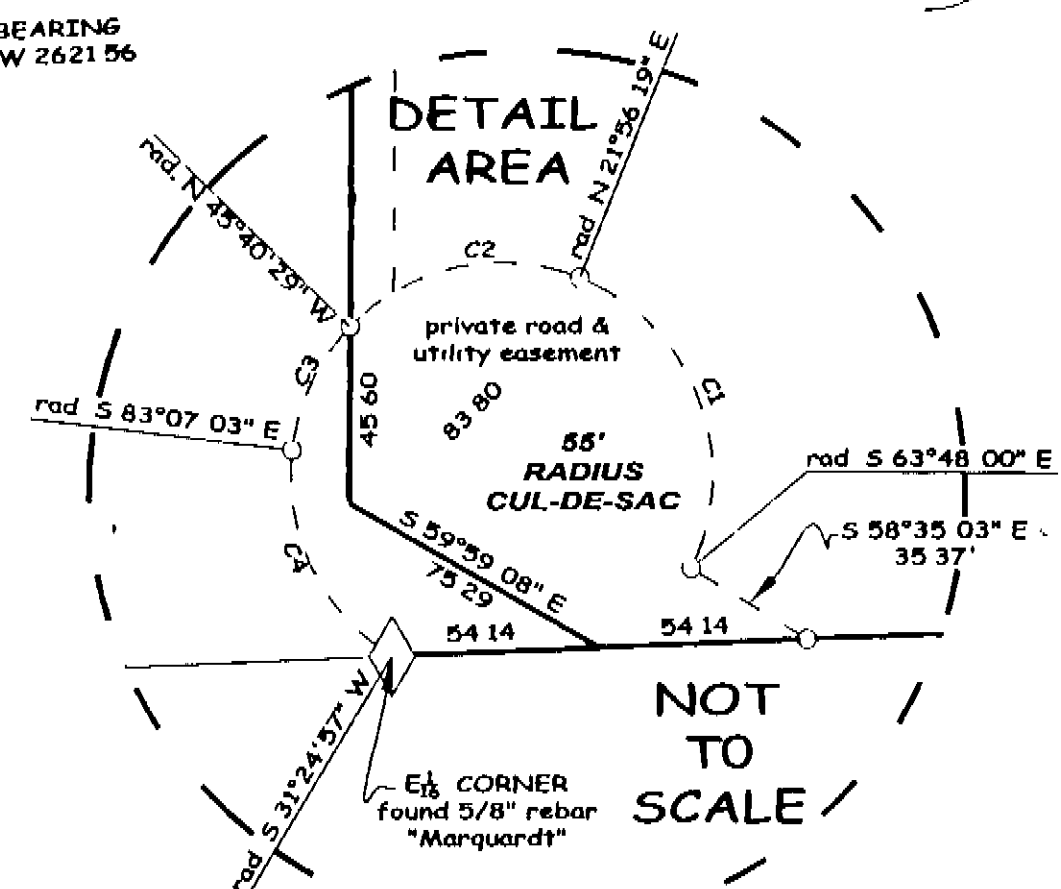 BEARING
W 2621 56
DETAIL
AREA
rad N 21°56 19" E
rad. N 45°40'29" W
C2
private road &
utility easement
C3
45 60
83 80
C1
rad S 83°07 03" E
55'
RADIUS
CUL-DE-SAC
rad S 63°48 00" E
S 58°35 03" E
35 37'
C4
S 59°59 08" E
75 29
54 14
54 14
rad S 31°24'57" W
NOT
TO
SCALE
E 1/16 CORNER
found 5/8" rebar
"Marquardt"